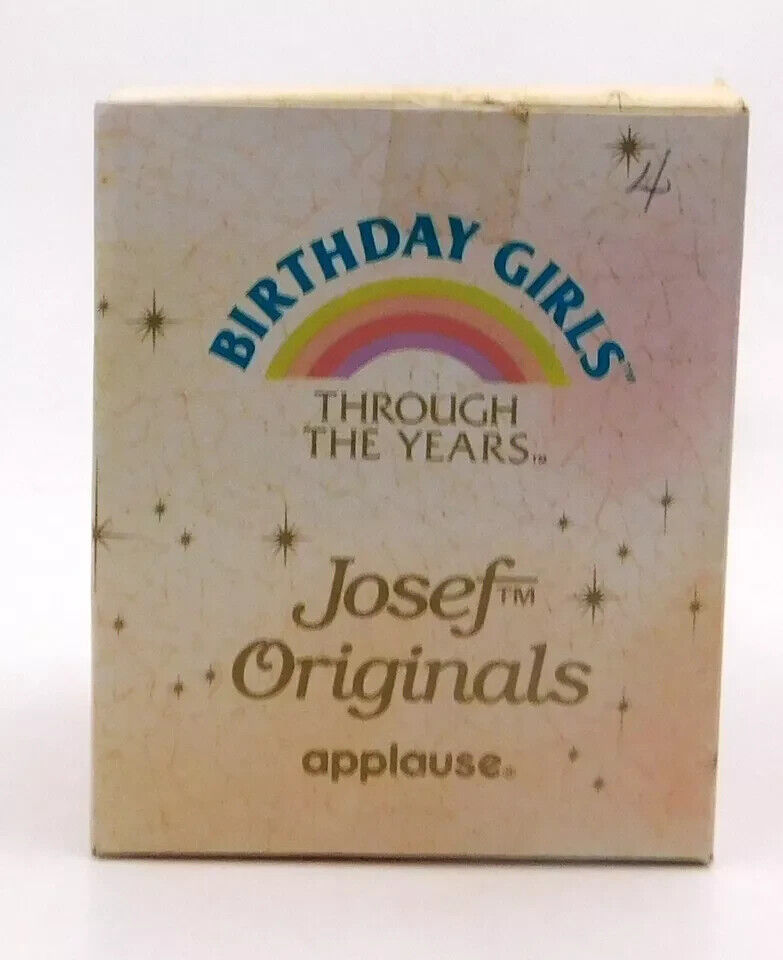 4
BIRTHDAY GIRLS™
THROUGH
THE YEARS™
Josef™
Originals
applause®